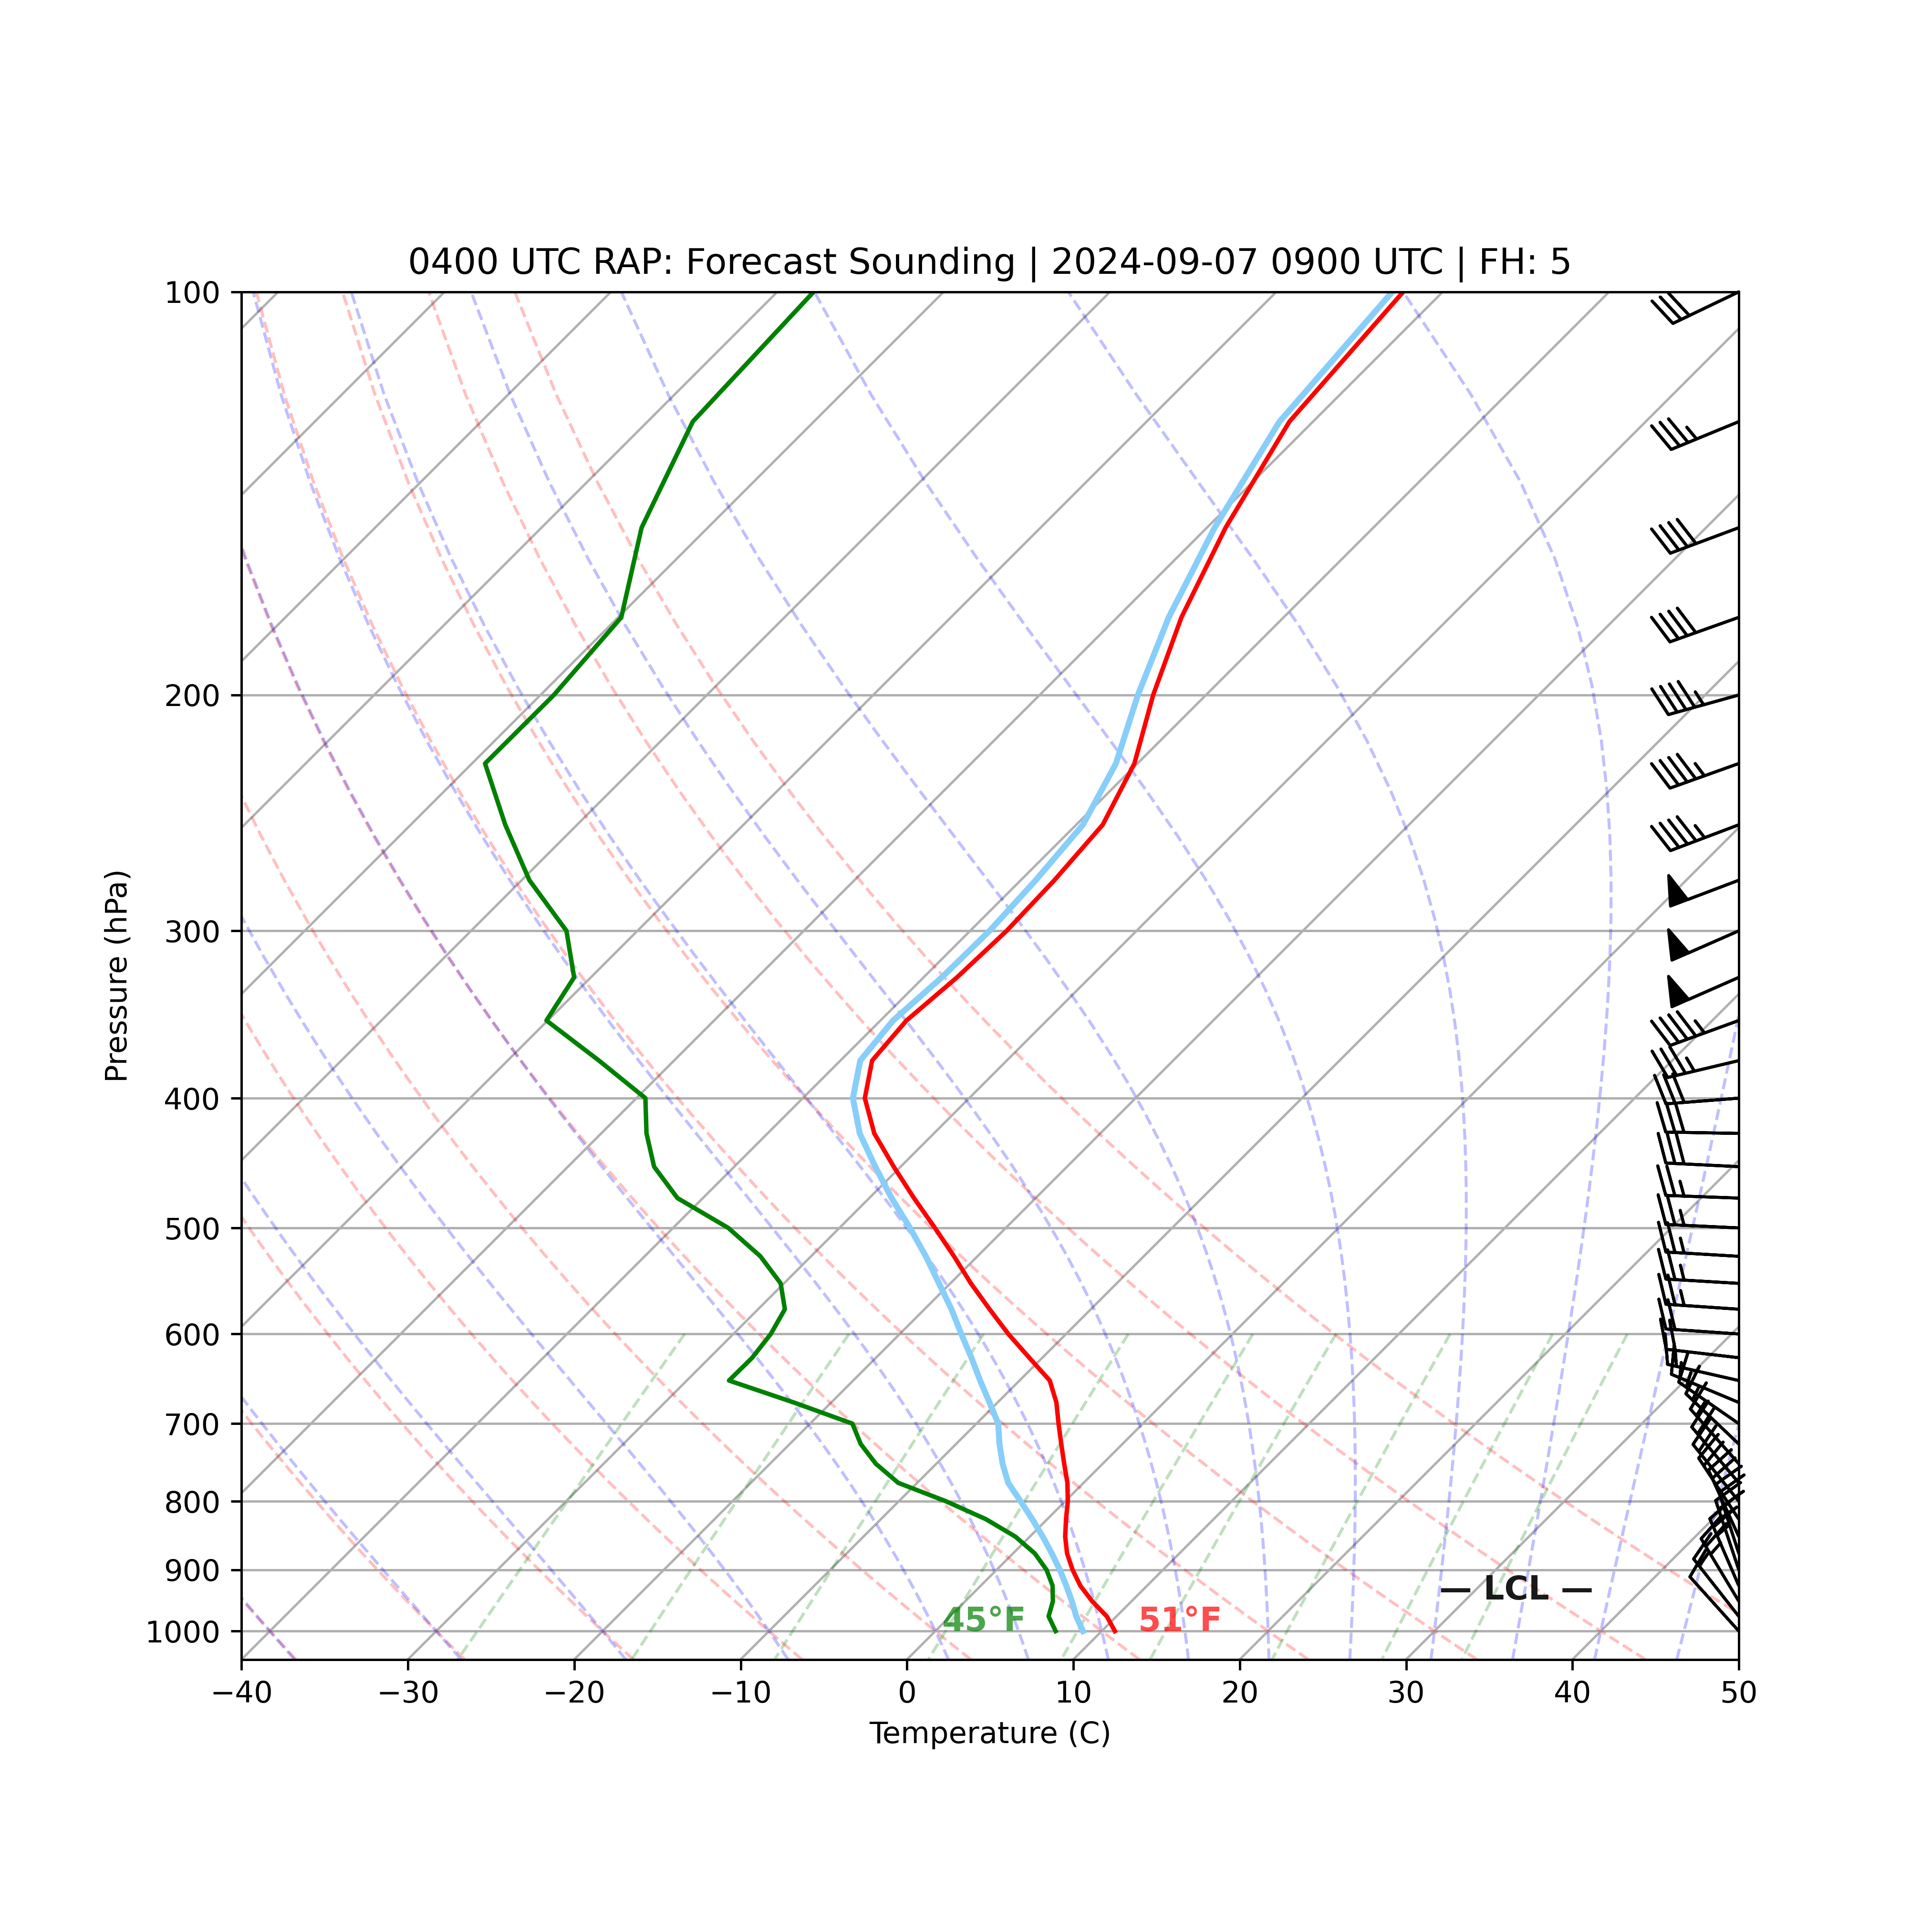 0400 UTC RAP: Forecast Sounding | 2024-09-07 0900 UTC | FH: 5
100
200
300
400
500
600
700
800
900
1000
Pressure (hPa)
— LCL —
45°F
51°F
−40 −30 −20 −10 0 10 20 30 40 50
Temperature (C)